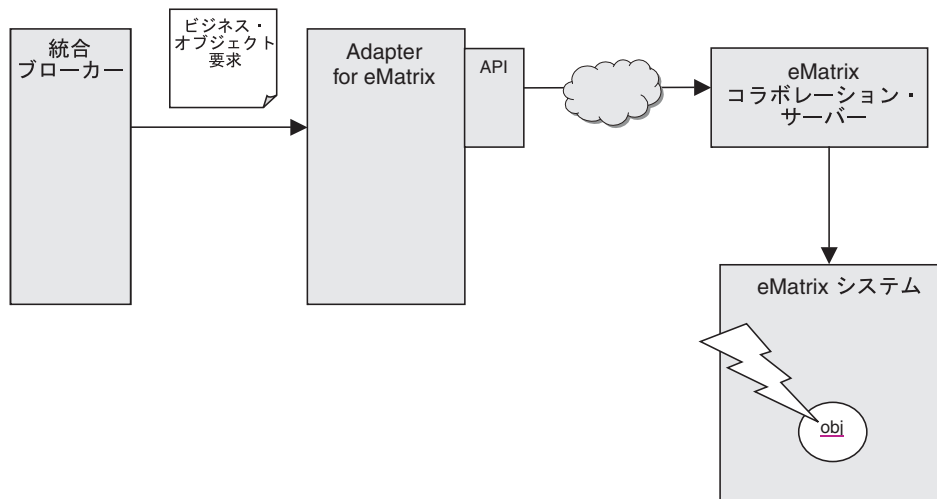 統合
ブローカー
ビジネス・
オブジェクト
要求
Adapter
for eMatrix
API
eMatrix
コラボレーション・
サーバー
eMatrix システム
obj